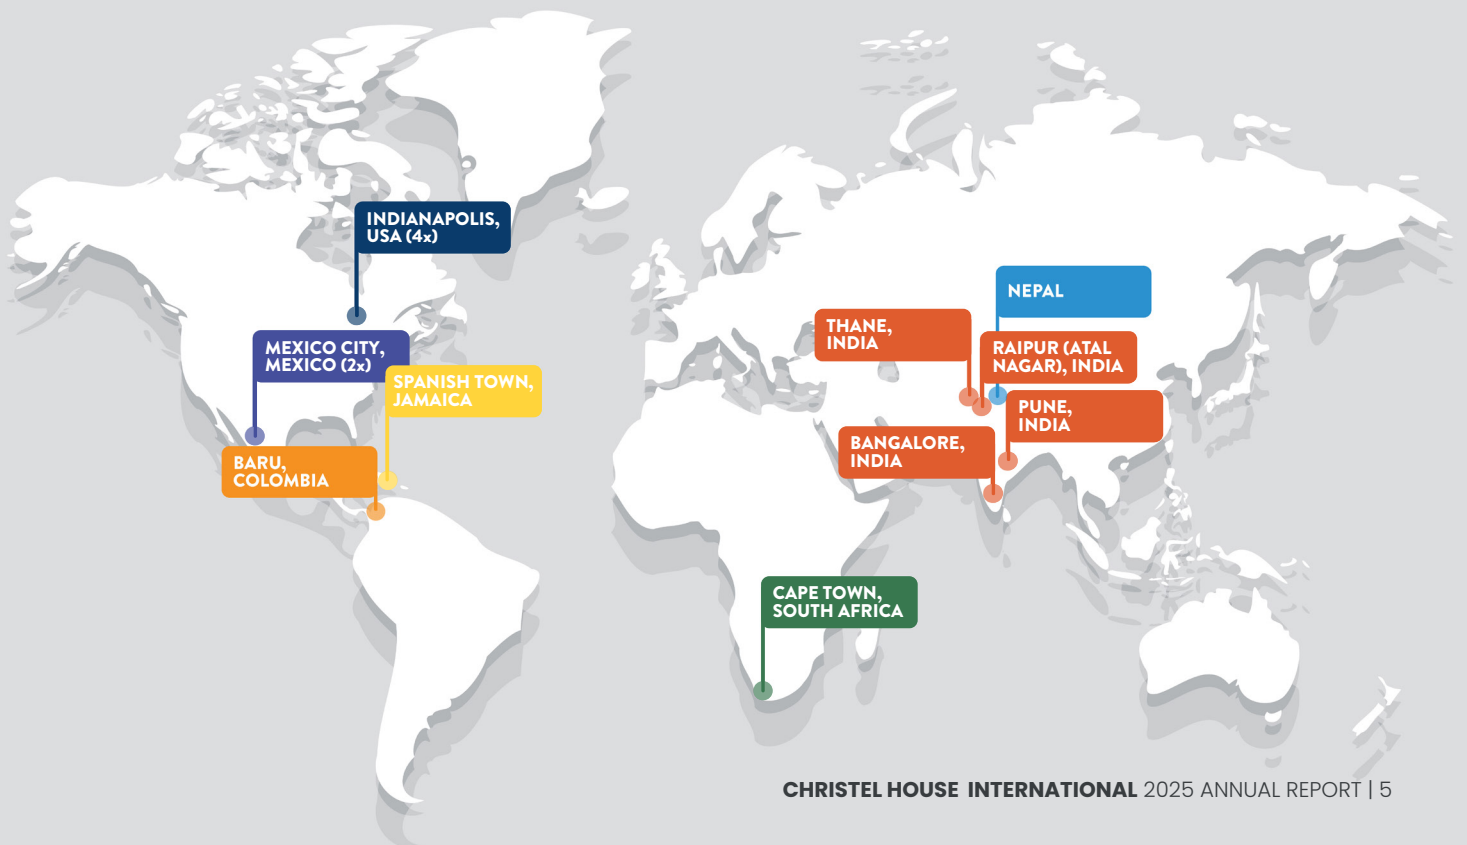 INDIANAPOLIS,
USA (4x)
NEPAL
THANE,
INDIA
RAIPUR (ATAL
NAGAR), INDIA
MEXICO CITY,
MEXICO (2x)
SPANISH TOWN,
JAMAICA
PUNE,
INDIA
BANGALORE,
INDIA
BARU,
COLOMBIA
CAPE TOWN,
SOUTH AFRICA
CHRISTEL HOUSE INTERNATIONAL 2025 ANNUAL REPORT | 5